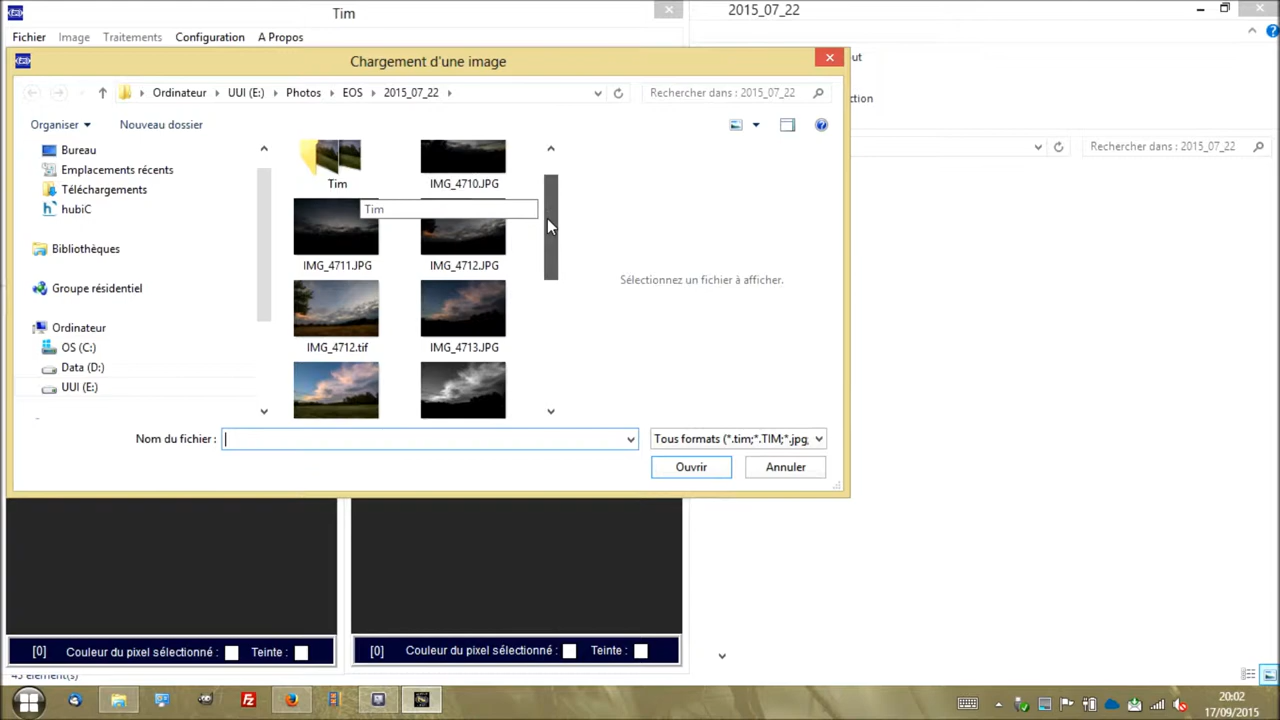 Tim
2015_07_22
Fichier Image Traitements Configuration A Propos
Chargement d'une image
ut
Ordinateur UUI (E:) Photos EOS 2015_07_22
Rechercher dans : 2015_07_22
ction
Organiser Nouveau dossier
Rechercher dans : 2015_07_22
Bureau
Emplacements récents
Téléchargements
hubiC
Bibliothèques
Groupe résidentiel
Ordinateur
OS (C:)
Data (D:)
UUI (E:)
Tim IMG_4710.JPG
Tim
IMG_4711.JPG IMG_4712.JPG
IMG_4712.tif IMG_4713.JPG
Sélectionnez un fichier à afficher.
Nom du fichier : Tous formats (*.tim;*.TIM;*.jpg,
Ouvrir Annuler
[0] Couleur du pixel sélectionné : Teinte :
[0] Couleur du pixel sélectionné : Teinte :
20:02
17/09/2015